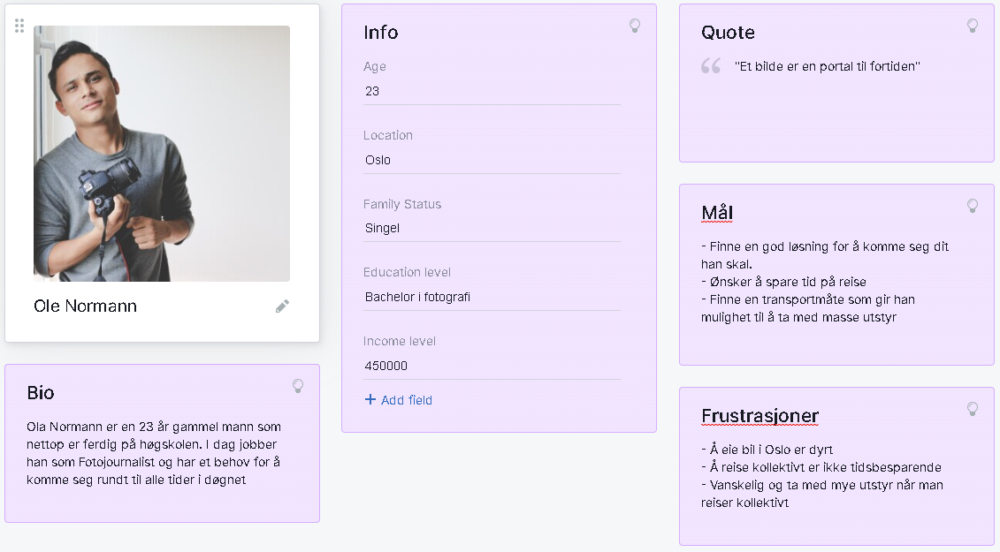 Ole Normann
Bio
Ola Normann er en 23 år gammel mann som
nettop er ferdig på høgskolen. I dag jobber
han som Fotojournalist og har et behov for å
komme seg rundt til alle tider i døgnet
Info
Age
23
Location
Oslo
Family Status
Singel
Education level
Bachelor i fotografi
Income level
450000
+ Add field
Quote
“ "Et bilde er en portal til fortiden"
Mål
- Finne en god løsning for å komme seg dit
han skal.
- Ønsker å spare tid på reise
- Finne en transportmåte som gir han
mulighet til å ta med masse utstyr
Frustrasjoner
- Å eie bil i Oslo er dyrt
- Å reise kollektivt er ikke tidsbesparende
- Vanskelig og ta med mye utstyr når man
reiser kollektivt